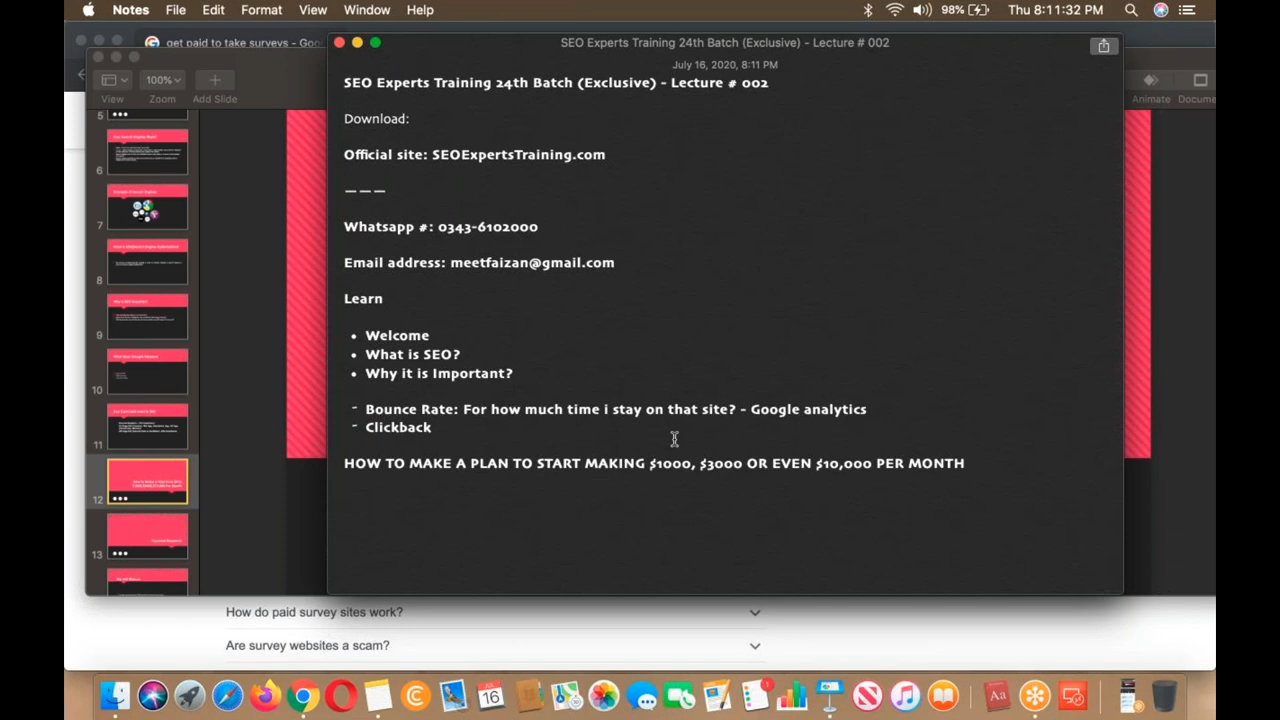 Notes File Edit Format View Window Help
98% Thu 8:11:32 PM
get paid to take surveys - Goo
SEO Experts Training 24th Batch (Exclusive) - Lecture # 002
View
100%
Zoom
Add Slide
Animate
Docume
July 16, 2020, 8:11 PM
SEO Experts Training 24th Batch (Exclusive) - Lecture # 002
Download:
Official site: SEOExpertsTraining.com
———
Whatsapp #: 0343-6102000
Email address: meetfaizan@gmail.com
Learn
• Welcome
• What is SEO?
• Why it is Important?
- Bounce Rate: For how much time i stay on that site? - Google analytics
- Clickback
HOW TO MAKE A PLAN TO START MAKING $1000, $3000 OR EVEN $10,000 PER MONTH
5
6
7
8
9
10
11
12
13
How do paid survey sites work?
Are survey websites a scam?
JUL
16
1
Aa